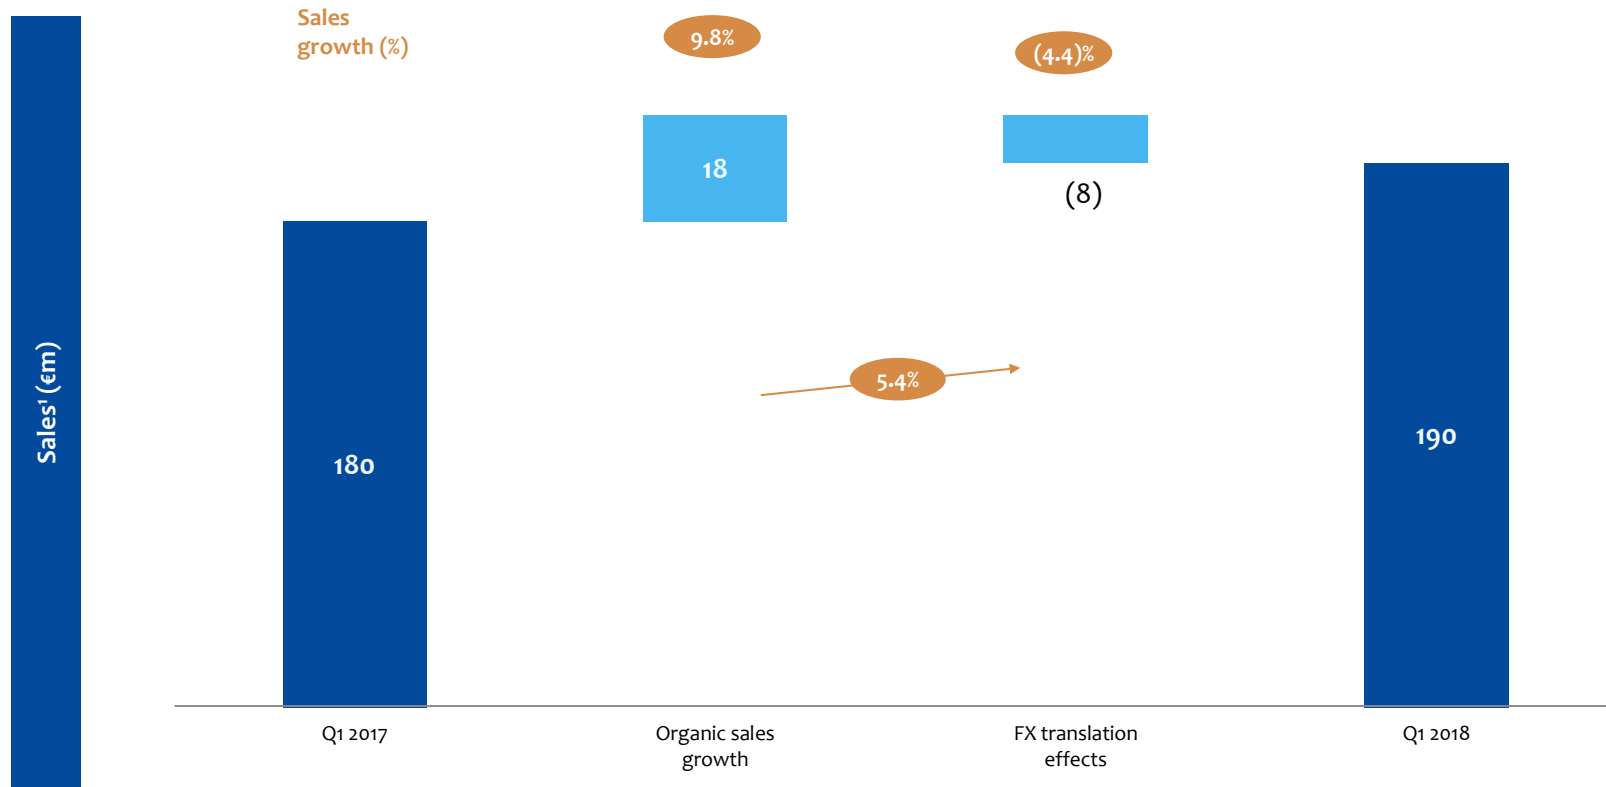 Sales
growth (%)
9.8%
(4.4)%
18
(8)
5.4%
Sales¹ (€m)
180
190
Q1 2017
Organic sales
growth
FX translation
effects
Q1 2018